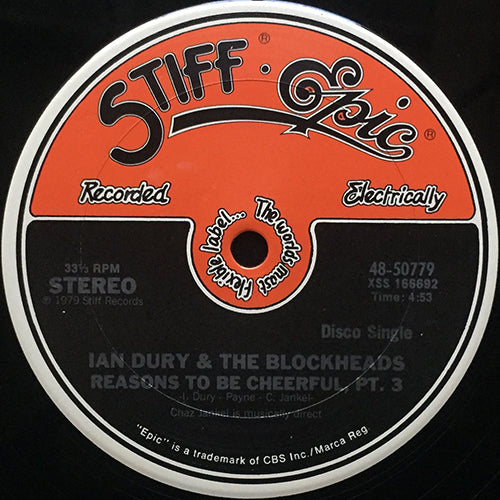 STIFF® · Epic®
Recorded Electrically
The worlds most flexible label...
33⅓ RPM
STEREO
℗ 1979 Stiff Records
48-50779
XSS 166692
Time: 4:53
Disco Single
IAN DURY & THE BLOCKHEADS
REASONS TO BE CHEERFUL, PT. 3
-I. Dury - Payne - C. Jankel-
Chaz Jankel is musically direct
"Epic" is a trademark of CBS Inc./Marca Reg.